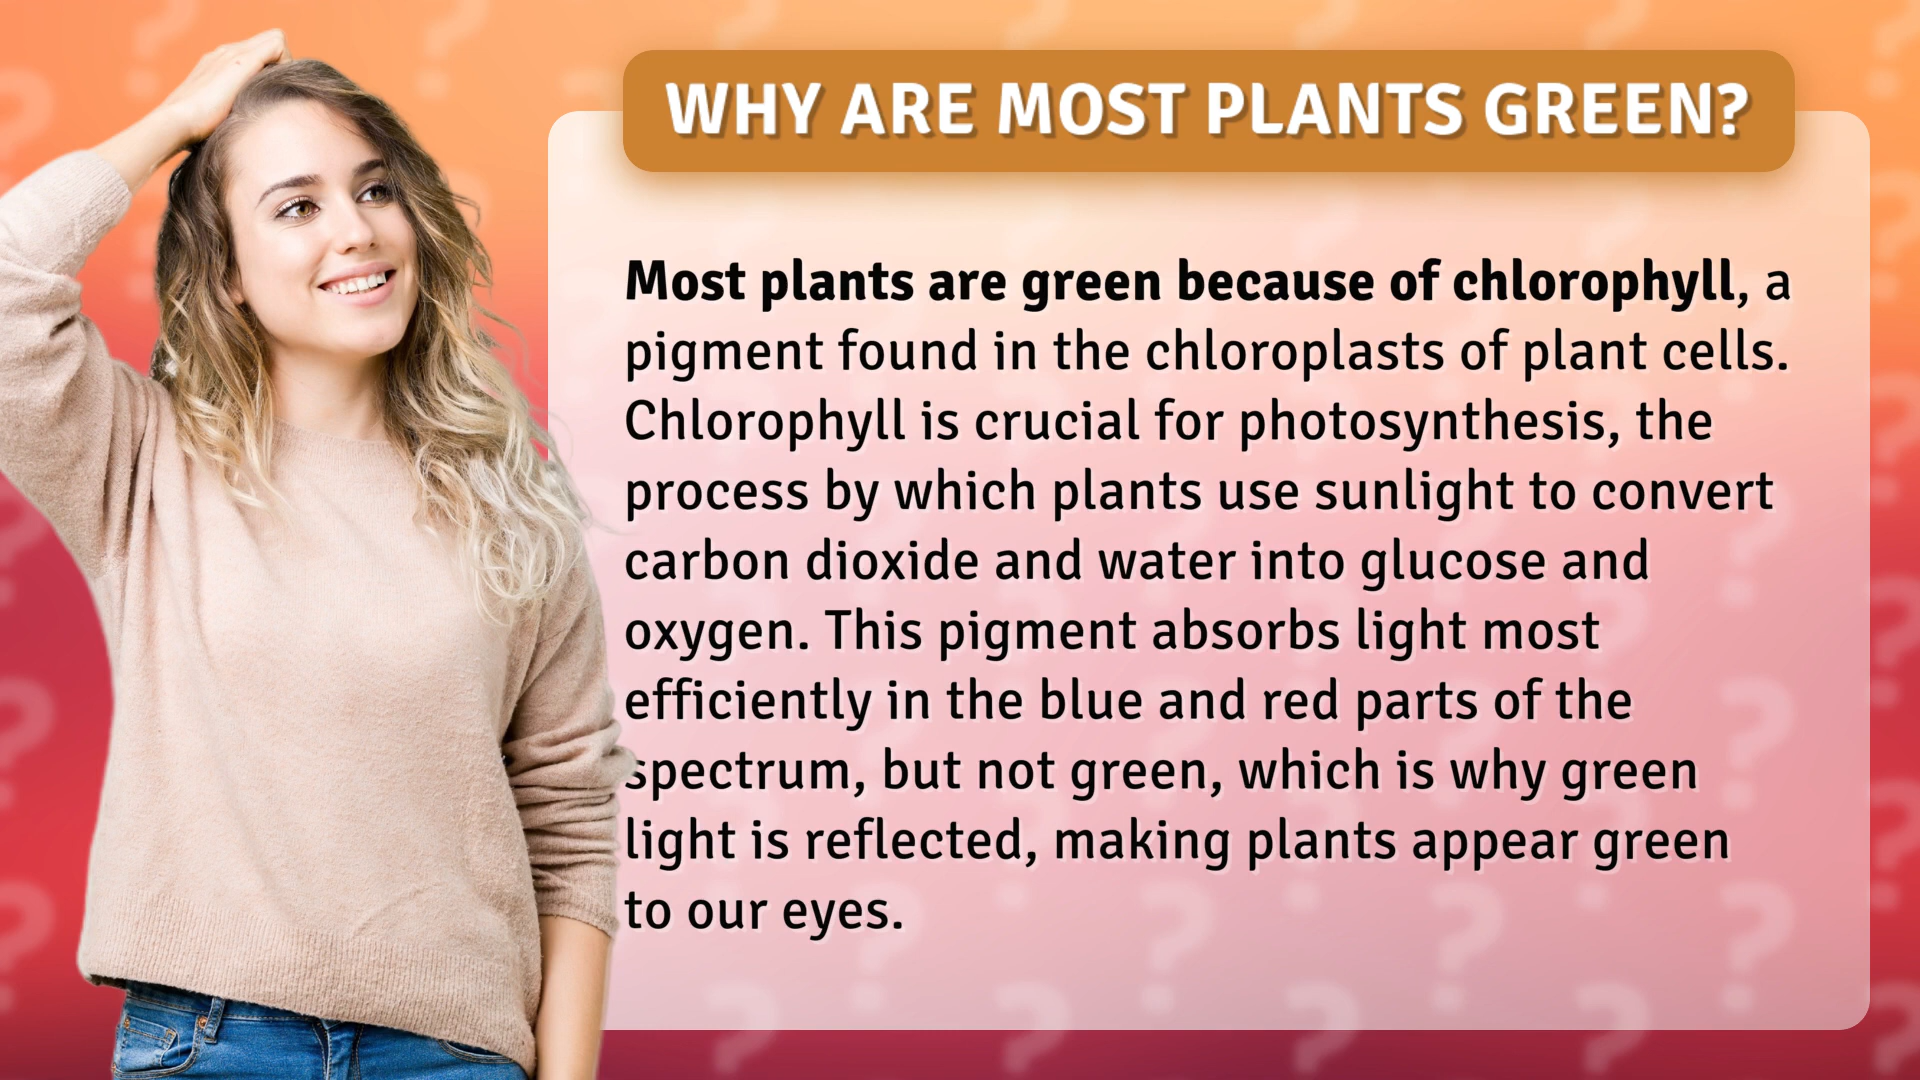 WHY ARE MOST PLANTS GREEN?
Most plants are green because of chlorophyll, a
pigment found in the chloroplasts of plant cells.
Chlorophyll is crucial for photosynthesis, the
process by which plants use sunlight to convert
carbon dioxide and water into glucose and
oxygen. This pigment absorbs light most
efficiently in the blue and red parts of the
spectrum, but not green, which is why green
light is reflected, making plants appear green
to our eyes.